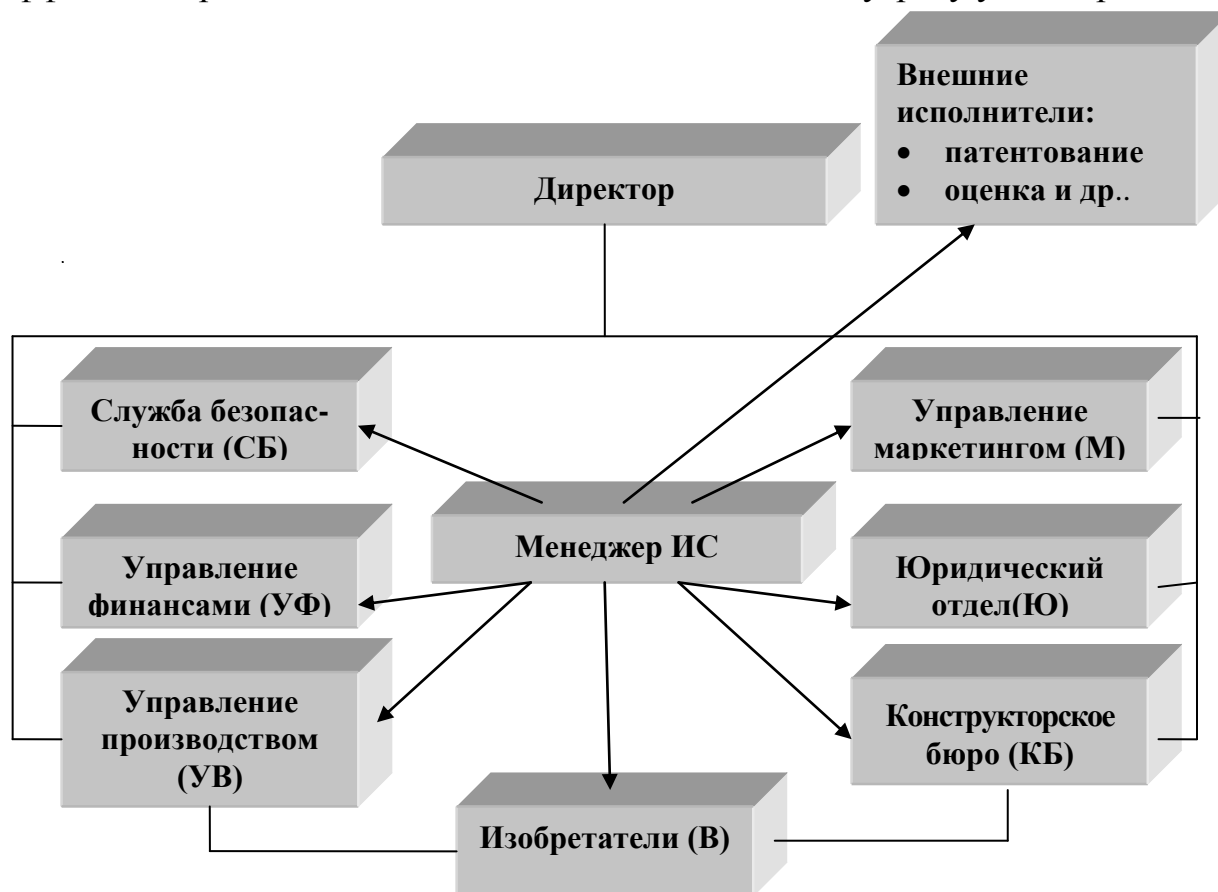 Внешние
исполнители:
• патентование
• оценка и др..
Директор
Служба безопас-
ности (СБ)
Управление
маркетингом (М)
Менеджер ИС
Управление
финансами (УФ)
Юридический
отдел(Ю)
Управление
производством
(УВ)
Конструкторское
бюро (КБ)
Изобретатели (В)